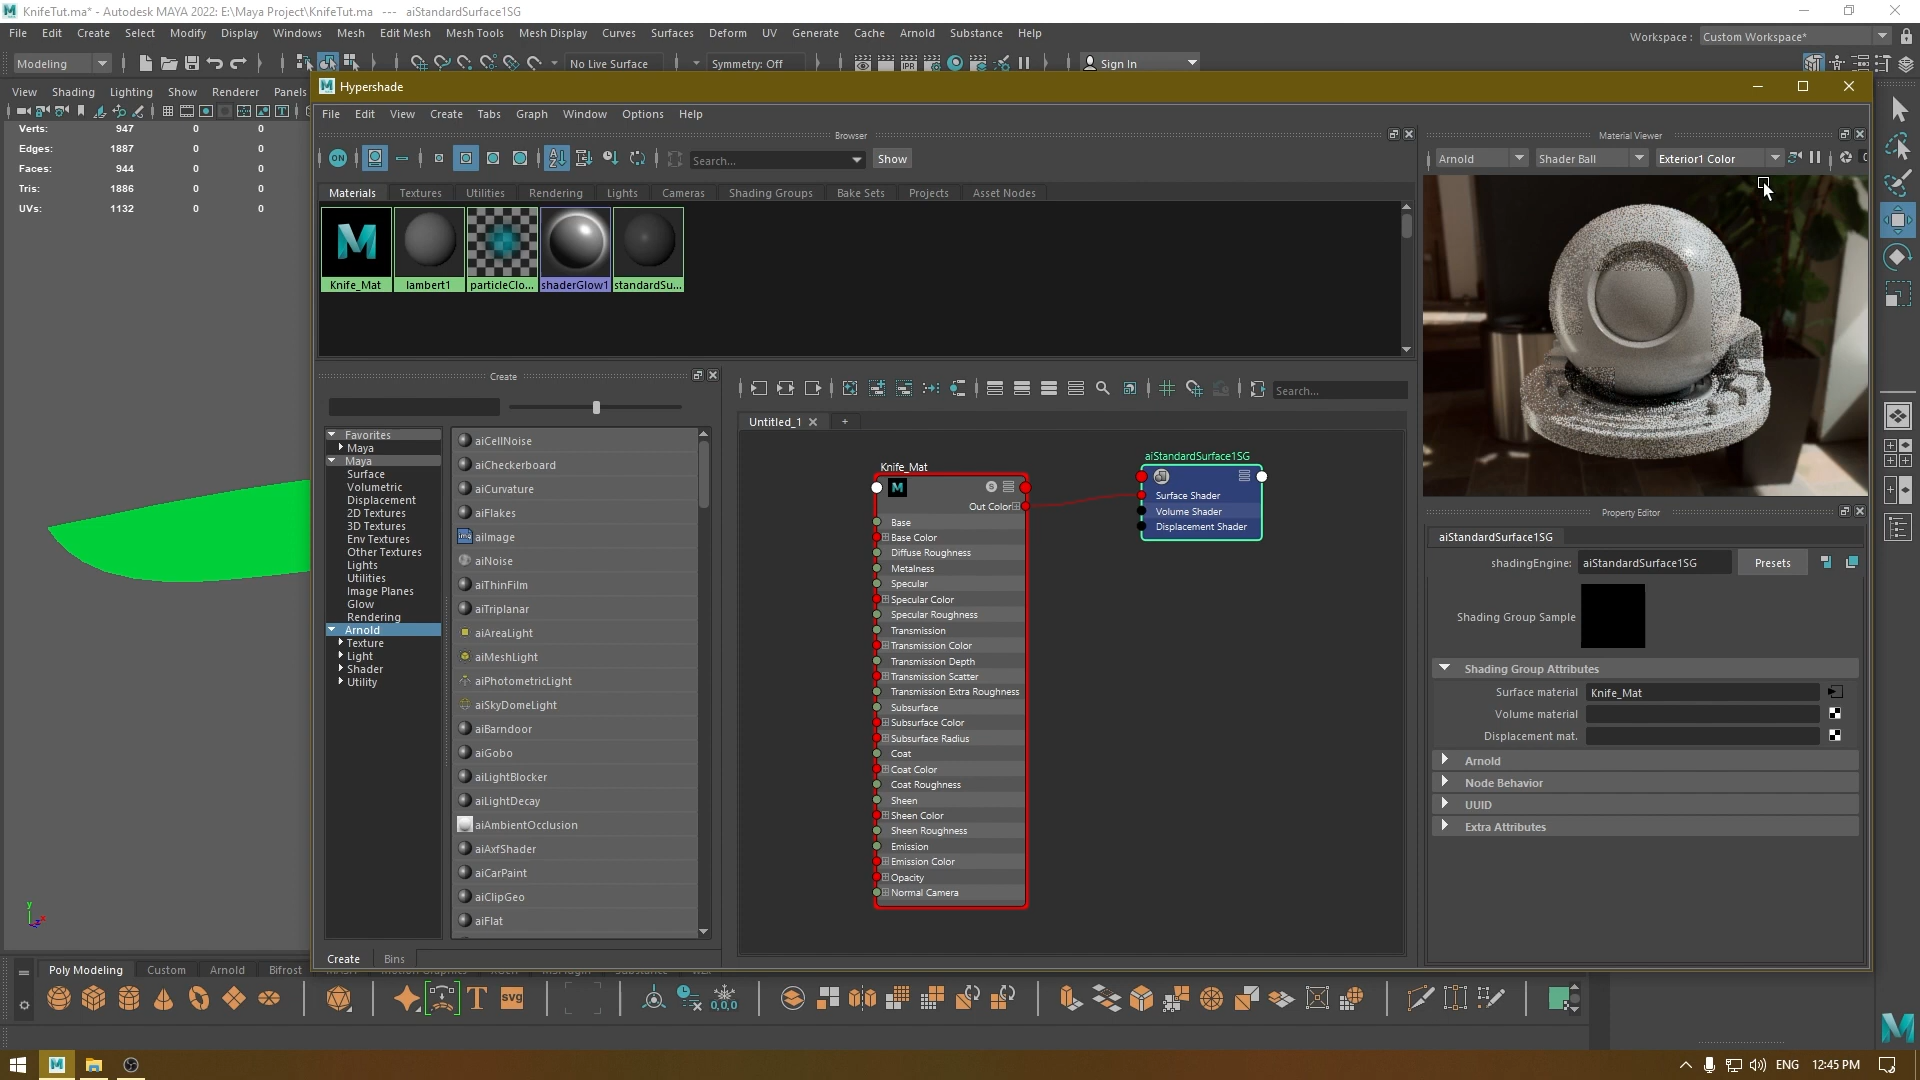 KnifeTut.ma* - Autodesk MAYA 2022: E:\Maya Project\KnifeTut.ma --- aiStandardSurface1SG
File Edit Create Select Modify Display Windows Mesh Edit Mesh Mesh Tools Mesh Display Curves Surfaces Deform UV Generate Cache Arnold Substance Help
Workspace : Custom Workspace*
Modeling No Live Surface Symmetry: Off IPR Sign In
View Shading Lighting Show Renderer Panels
Hypershade
File Edit View Create Tabs Graph Window Options Help
Verts: 947 0 0
Edges: 1887 0 0
Faces: 944 0 0
Tris: 1886 0 0
UVs: 1132 0 0
Browser
ON Search... Show
Materials Textures Utilities Rendering Lights Cameras Shading Groups Bake Sets Projects Asset Nodes
Knife_Mat lambert1 particleClo... shaderGlow1 standardSu...
Material Viewer
Arnold Shader Ball Exterior1 Color
Create
Favorites
Maya
Maya
Surface
Volumetric
Displacement
2D Textures
3D Textures
Env Textures
Other Textures
Lights
Utilities
Image Planes
Glow
Rendering
Arnold
Texture
Light
Shader
Utility
aiCellNoise
aiCheckerboard
aiCurvature
aiFlakes
aiImage
aiNoise
aiThinFilm
aiTriplanar
aiAreaLight
aiMeshLight
aiPhotometricLight
aiSkyDomeLight
aiBarndoor
aiGobo
aiLightBlocker
aiLightDecay
aiAmbientOcclusion
aiAxfShader
aiCarPaint
aiClipGeo
aiFlat
Create Bins
Search...
Untitled_1 +
Knife_Mat
Out Color
Base
Base Color
Diffuse Roughness
Metalness
Specular
Specular Color
Specular Roughness
Transmission
Transmission Color
Transmission Depth
Transmission Scatter
Transmission Extra Roughness
Subsurface
Subsurface Color
Subsurface Radius
Coat
Coat Color
Coat Roughness
Sheen
Sheen Color
Sheen Roughness
Emission
Emission Color
Opacity
Normal Camera
aiStandardSurface1SG
Surface Shader
Volume Shader
Displacement Shader
Property Editor
aiStandardSurface1SG
shadingEngine: aiStandardSurface1SG Presets
Shading Group Sample
Shading Group Attributes
Surface material Knife_Mat
Volume material
Displacement mat.
Arnold
Node Behavior
UUID
Extra Attributes
Poly Modeling Custom Arnold Bifrost
T svg 0,0,0
ENG 12:45 PM